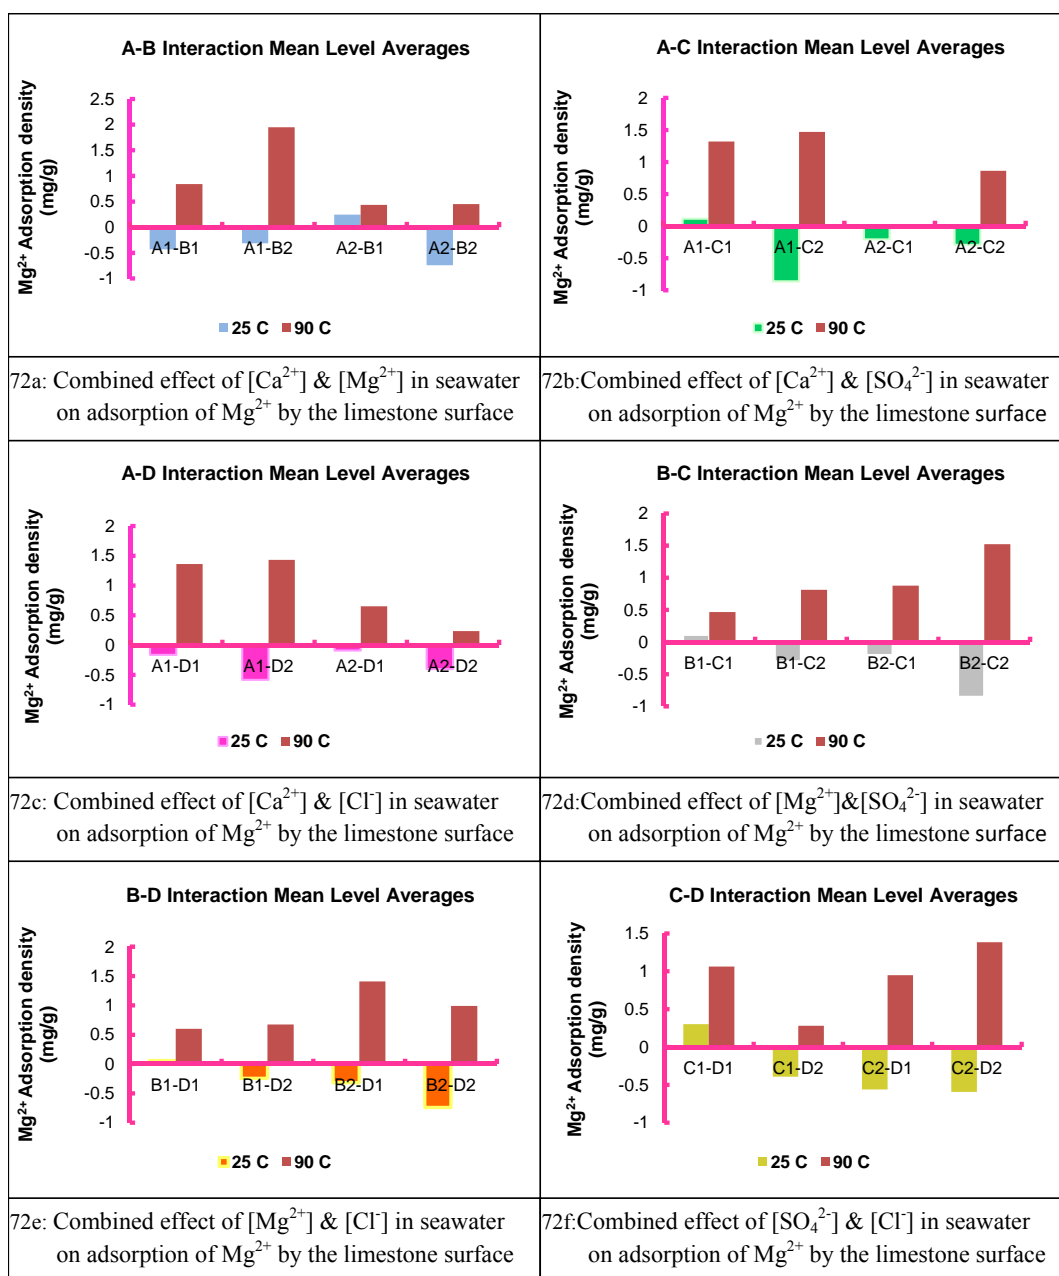 A-B Interaction Mean Level Averages
Mg²⁺ Adsorption density
(mg/g)
2.5
2
1.5
1
0.5
0
-0.5
-1
A1-B1 A1-B2 A2-B1 A2-B2
25 C 90 C
A-C Interaction Mean Level Averages
Mg²⁺ Adsorption density
(mg/g)
2
1.5
1
0.5
0
-0.5
-1
A1-C1 A1-C2 A2-C1 A2-C2
25 C 90 C
72a: Combined effect of [Ca²⁺] & [Mg²⁺] in seawater
on adsorption of Mg²⁺ by the limestone surface
72b:Combined effect of [Ca²⁺] & [SO₄²⁻] in seawater
on adsorption of Mg²⁺ by the limestone surface
A-D Interaction Mean Level Averages
Mg²⁺ Adsorption density
(mg/g)
2
1.5
1
0.5
0
-0.5
-1
A1-D1 A1-D2 A2-D1 A2-D2
25 C 90 C
B-C Interaction Mean Level Averages
Mg²⁺ Adsorption density
(mg/g)
2
1.5
1
0.5
0
-0.5
-1
B1-C1 B1-C2 B2-C1 B2-C2
25 C 90 C
72c: Combined effect of [Ca²⁺] & [Cl⁻] in seawater
on adsorption of Mg²⁺ by the limestone surface
72d:Combined effect of [Mg²⁺]&[SO₄²⁻] in seawater
on adsorption of Mg²⁺ by the limestone surface
B-D Interaction Mean Level Averages
Mg²⁺ Adsorption density
(mg/g)
2
1.5
1
0.5
0
-0.5
-1
B1-D1 B1-D2 B2-D1 B2-D2
25 C 90 C
C-D Interaction Mean Level Averages
Mg²⁺ Adsorption density
(mg/g)
1.5
1
0.5
0
-0.5
-1
C1-D1 C1-D2 C2-D1 C2-D2
25 C 90 C
72e: Combined effect of [Mg²⁺] & [Cl⁻] in seawater
on adsorption of Mg²⁺ by the limestone surface
72f:Combined effect of [SO₄²⁻] & [Cl⁻] in seawater
on adsorption of Mg²⁺ by the limestone surface